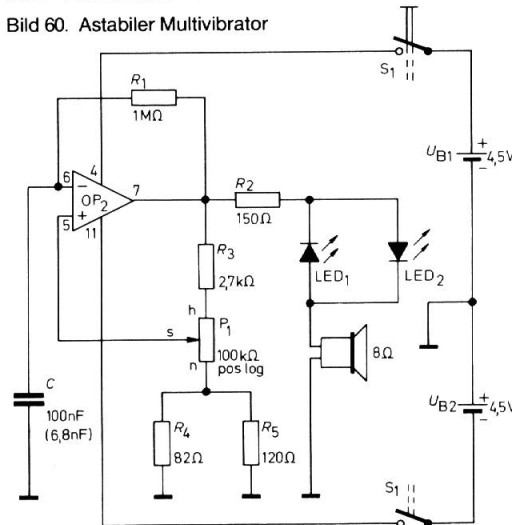 Bild 60. Astabiler Multivibrator
S1
R1
1MΩ
UB1
+
4,5V
−
6
−
4
OP2
7
+
5
11
R2
150Ω
LED1
LED2
R3
2,7kΩ
h
s
P1
100kΩ
pos log
n
8Ω
C
100nF
(6,8nF)
R4
82Ω
R5
120Ω
UB2
+
4,5V
−
S1